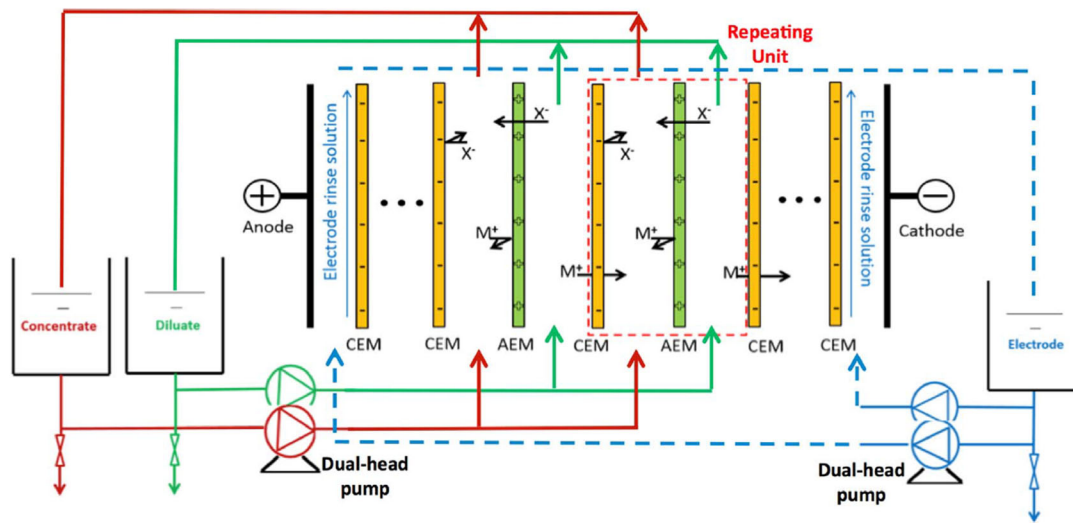 Repeating
Unit
Electrode rinse solution
Electrode rinse solution
X⁻
X⁻
X⁻
X⁻
+
Anode
−
Cathode
M⁺
M⁺
M⁺
M⁺
Concentrate
Diluate
Electrode
CEM
CEM
AEM
CEM
AEM
CEM
CEM
Dual-head
pump
Dual-head
pump